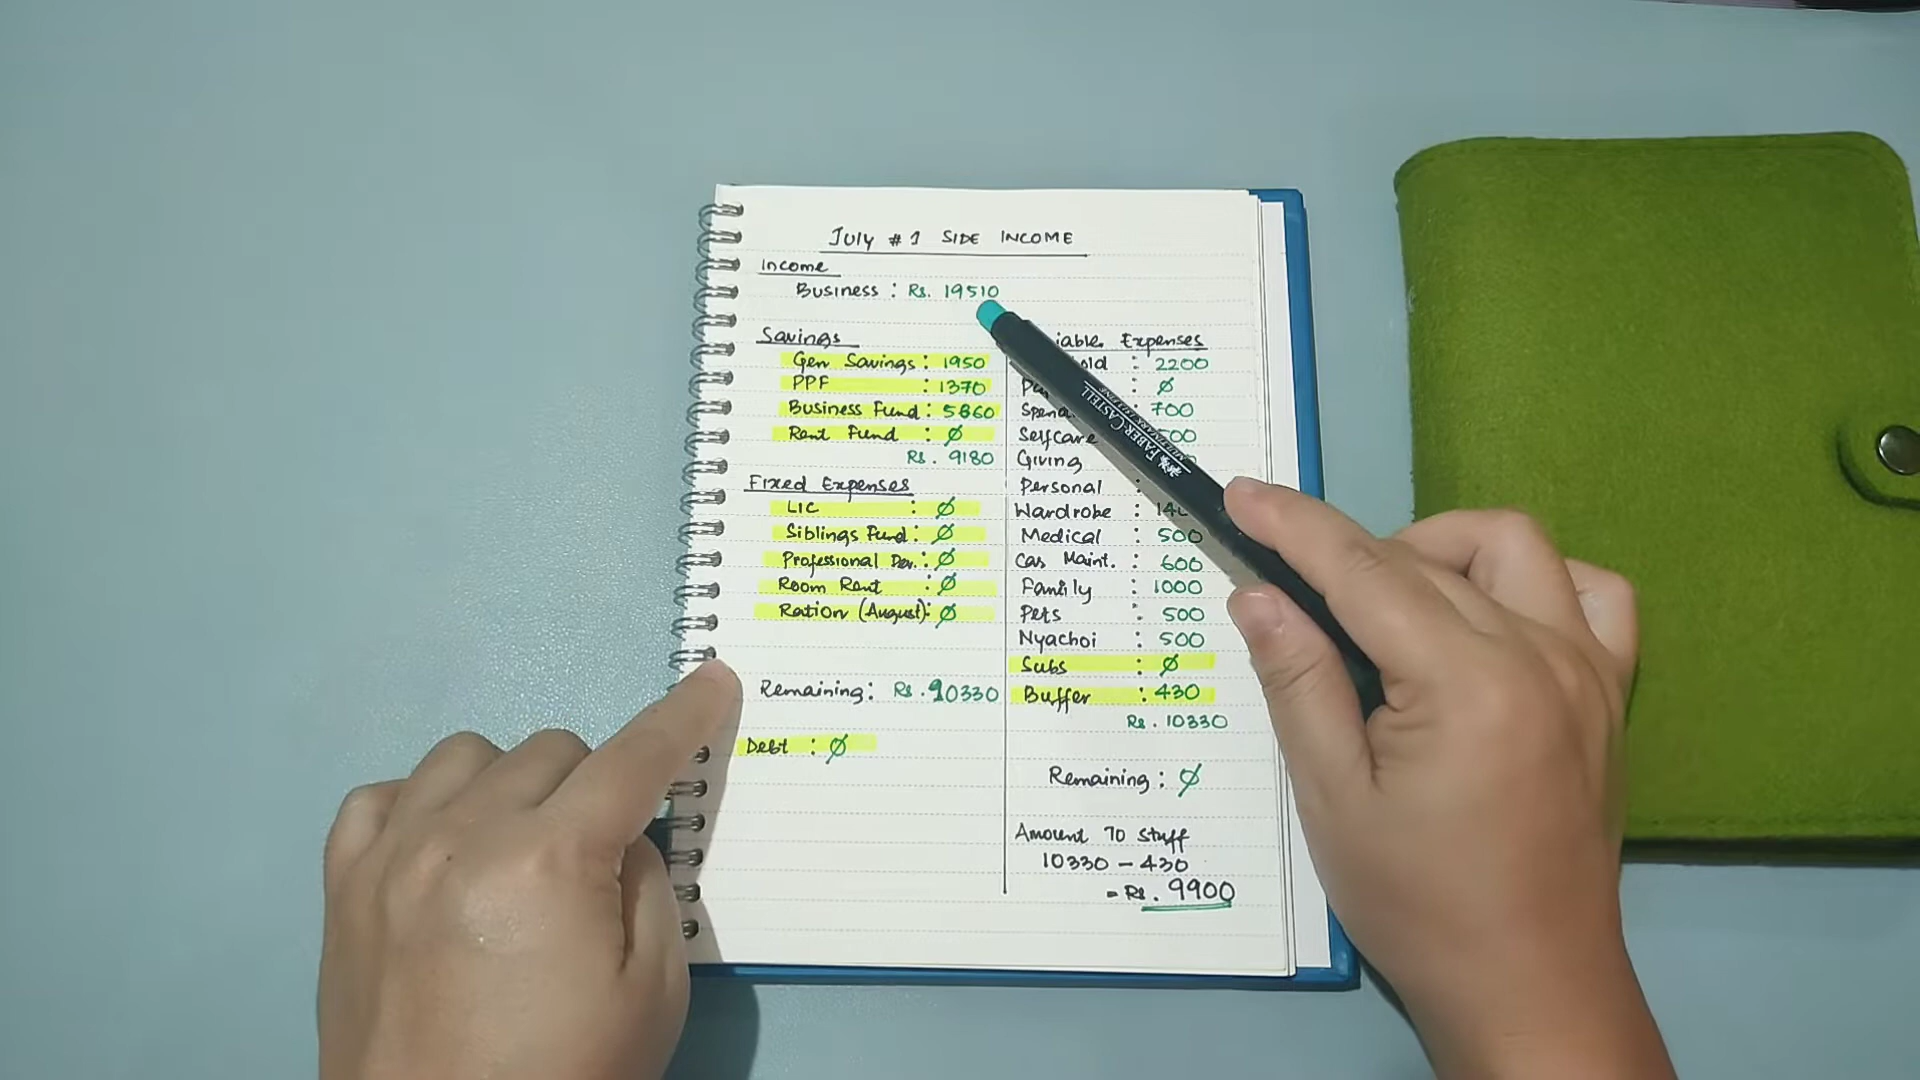 July # 1 SIDE INCOME
Income
Business : Rs. 19510
Savings
Gen Savings : 1950
PPF : 1370
Business Fund : 5860
Rent Fund : ∅
Rs. 9180
Fixed Expenses
LIC : ∅
Siblings Fund : ∅
Professional Dev. : ∅
Room Rent : ∅
Ration (August) : ∅
Remaining : Rs. 10330
Debt : ∅
Expenses
: 2200
: ∅
: 700
Selfcare
Giving
Personal :
Wardrobe :
Medical : 500
Car Maint. : 600
Family : 1000
Pets : 500
Nyachoi : 500
Subs : ∅
Buffer : 430
Rs. 10330
Remaining : ∅
Amount To Stuff
10330 - 430
= Rs. 9900
FABER-CASTELL